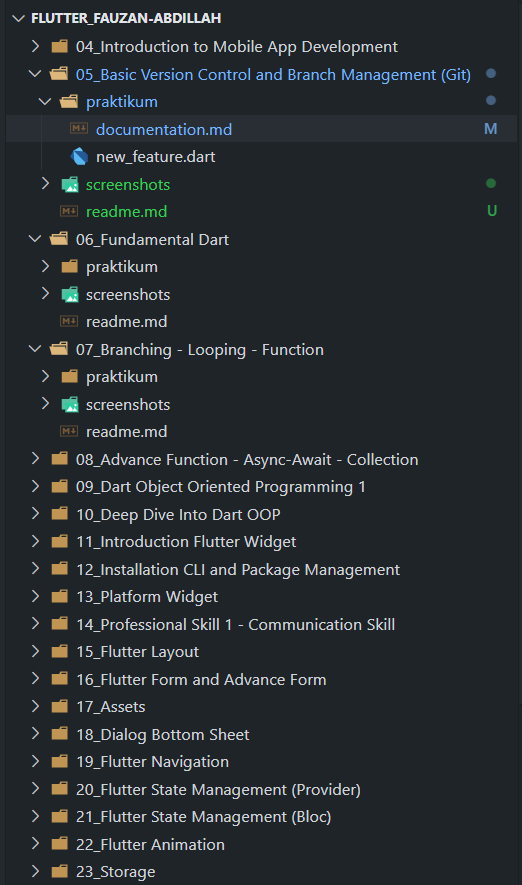 FLUTTER_FAUZAN-ABDILLAH
04_Introduction to Mobile App Development
05_Basic Version Control and Branch Management (Git)
praktikum
documentation.md M
new_feature.dart
screenshots
readme.md U
06_Fundamental Dart
praktikum
screenshots
readme.md
07_Branching - Looping - Function
praktikum
screenshots
readme.md
08_Advance Function - Async-Await - Collection
09_Dart Object Oriented Programming 1
10_Deep Dive Into Dart OOP
11_Introduction Flutter Widget
12_Installation CLI and Package Management
13_Platform Widget
14_Professional Skill 1 - Communication Skill
15_Flutter Layout
16_Flutter Form and Advance Form
17_Assets
18_Dialog Bottom Sheet
19_Flutter Navigation
20_Flutter State Management (Provider)
21_Flutter State Management (Bloc)
22_Flutter Animation
23_Storage